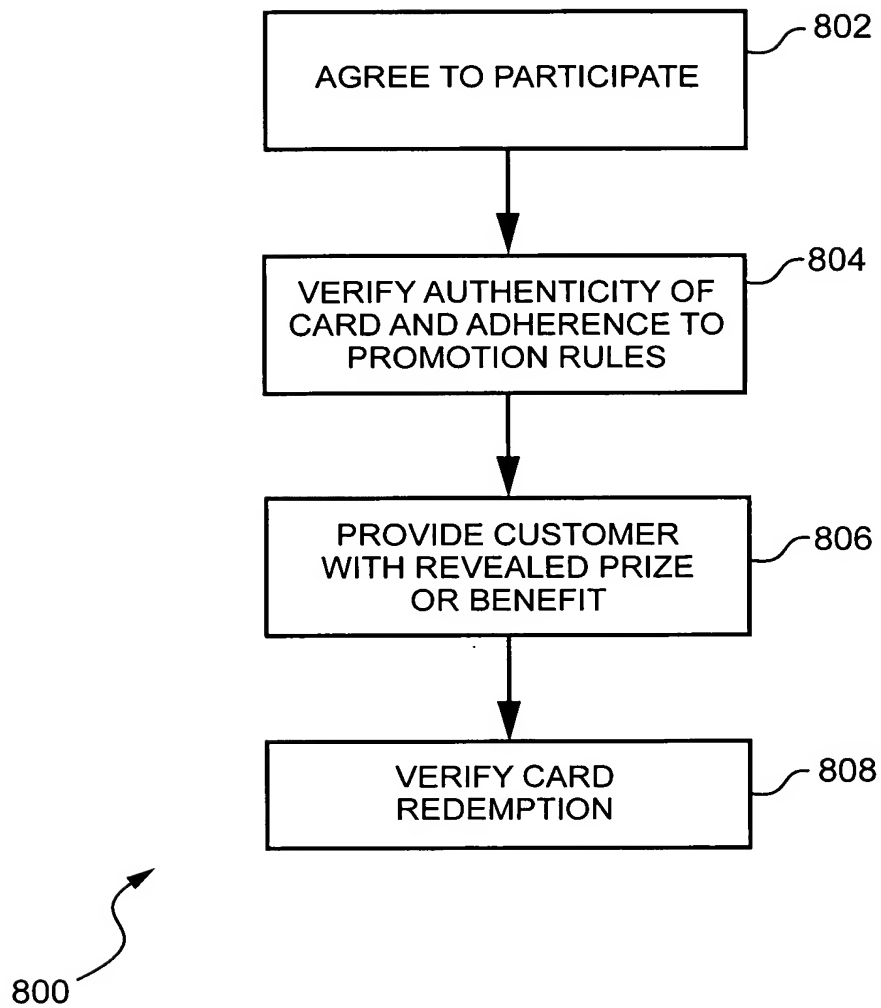 802
AGREE TO PARTICIPATE
804
VERIFY AUTHENTICITY OF
CARD AND ADHERENCE TO
PROMOTION RULES
806
PROVIDE CUSTOMER
WITH REVEALED PRIZE
OR BENEFIT
808
VERIFY CARD
REDEMPTION
800